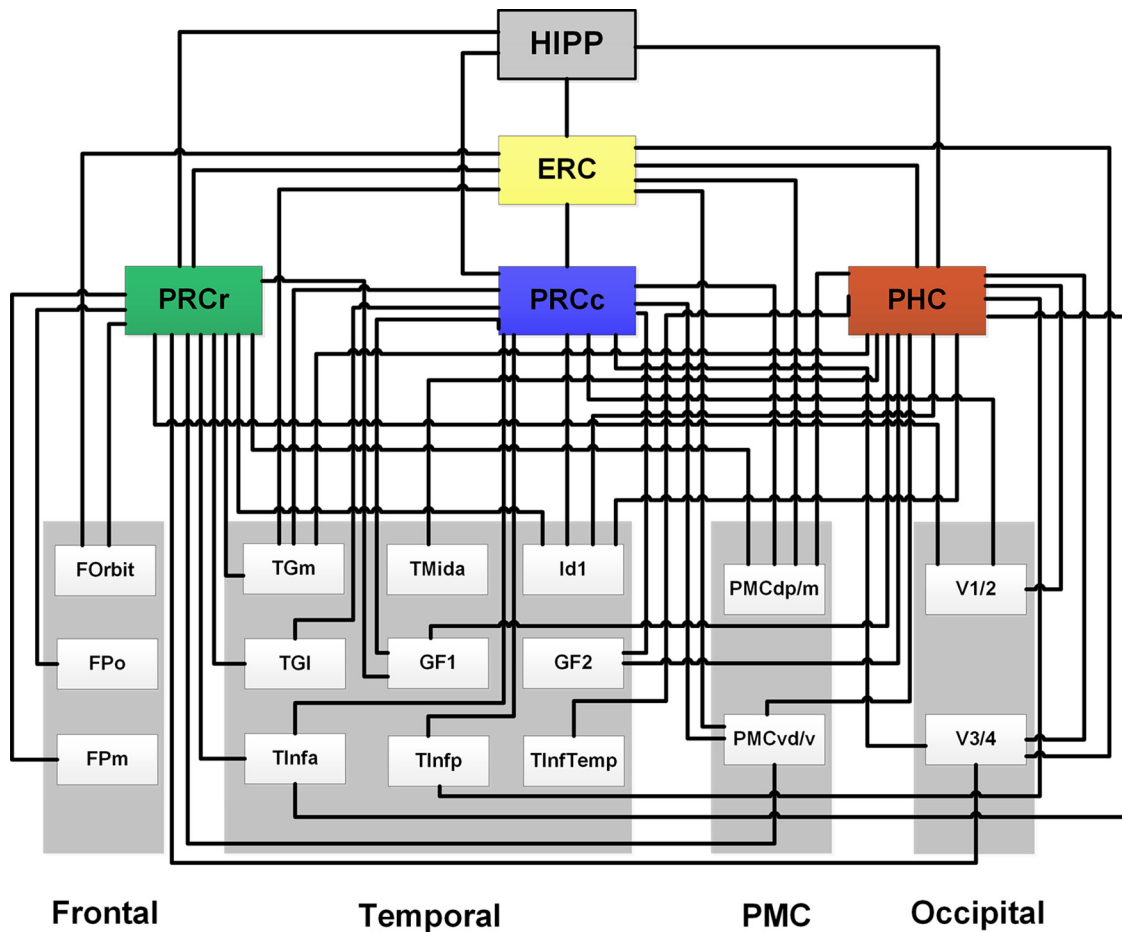 HIPP
ERC
PRCr
PRCc
PHC
FOrbit
TGm
TMida
Id1
PMCdp/m
V1/2
FPo
TGl
GF1
GF2
FPm
TInfa
TInfp
TInfTemp
PMCvd/v
V3/4
Frontal
Temporal
PMC
Occipital